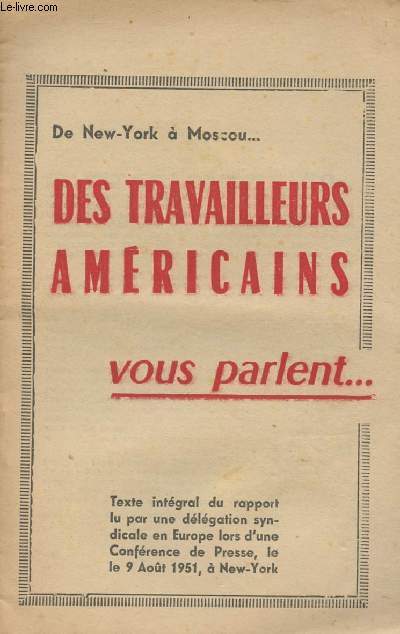 Le-livre.com
De New-York à Moscou...
DES TRAVAILLEURS
AMÉRICAINS
vous parlent...
Texte intégral du rapport
lu par une délégation syn-
dicale en Europe lors d'une
Conférence de Presse, le
le 9 Août 1951, à New-York